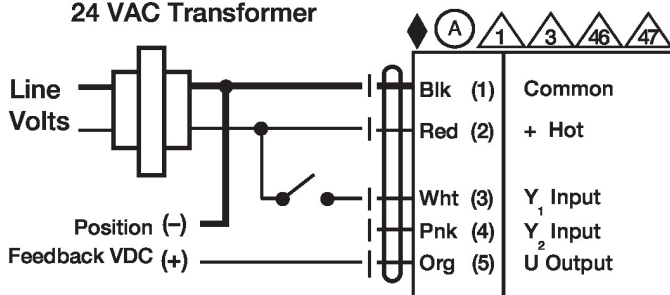 24 VAC Transformer
A 1 3 46 47
Line Volts
Blk (1) Common
Red (2) + Hot
Wht (3) Y1 Input
Position (-)
Pnk (4) Y2 Input
Feedback VDC (+)
Org (5) U Output